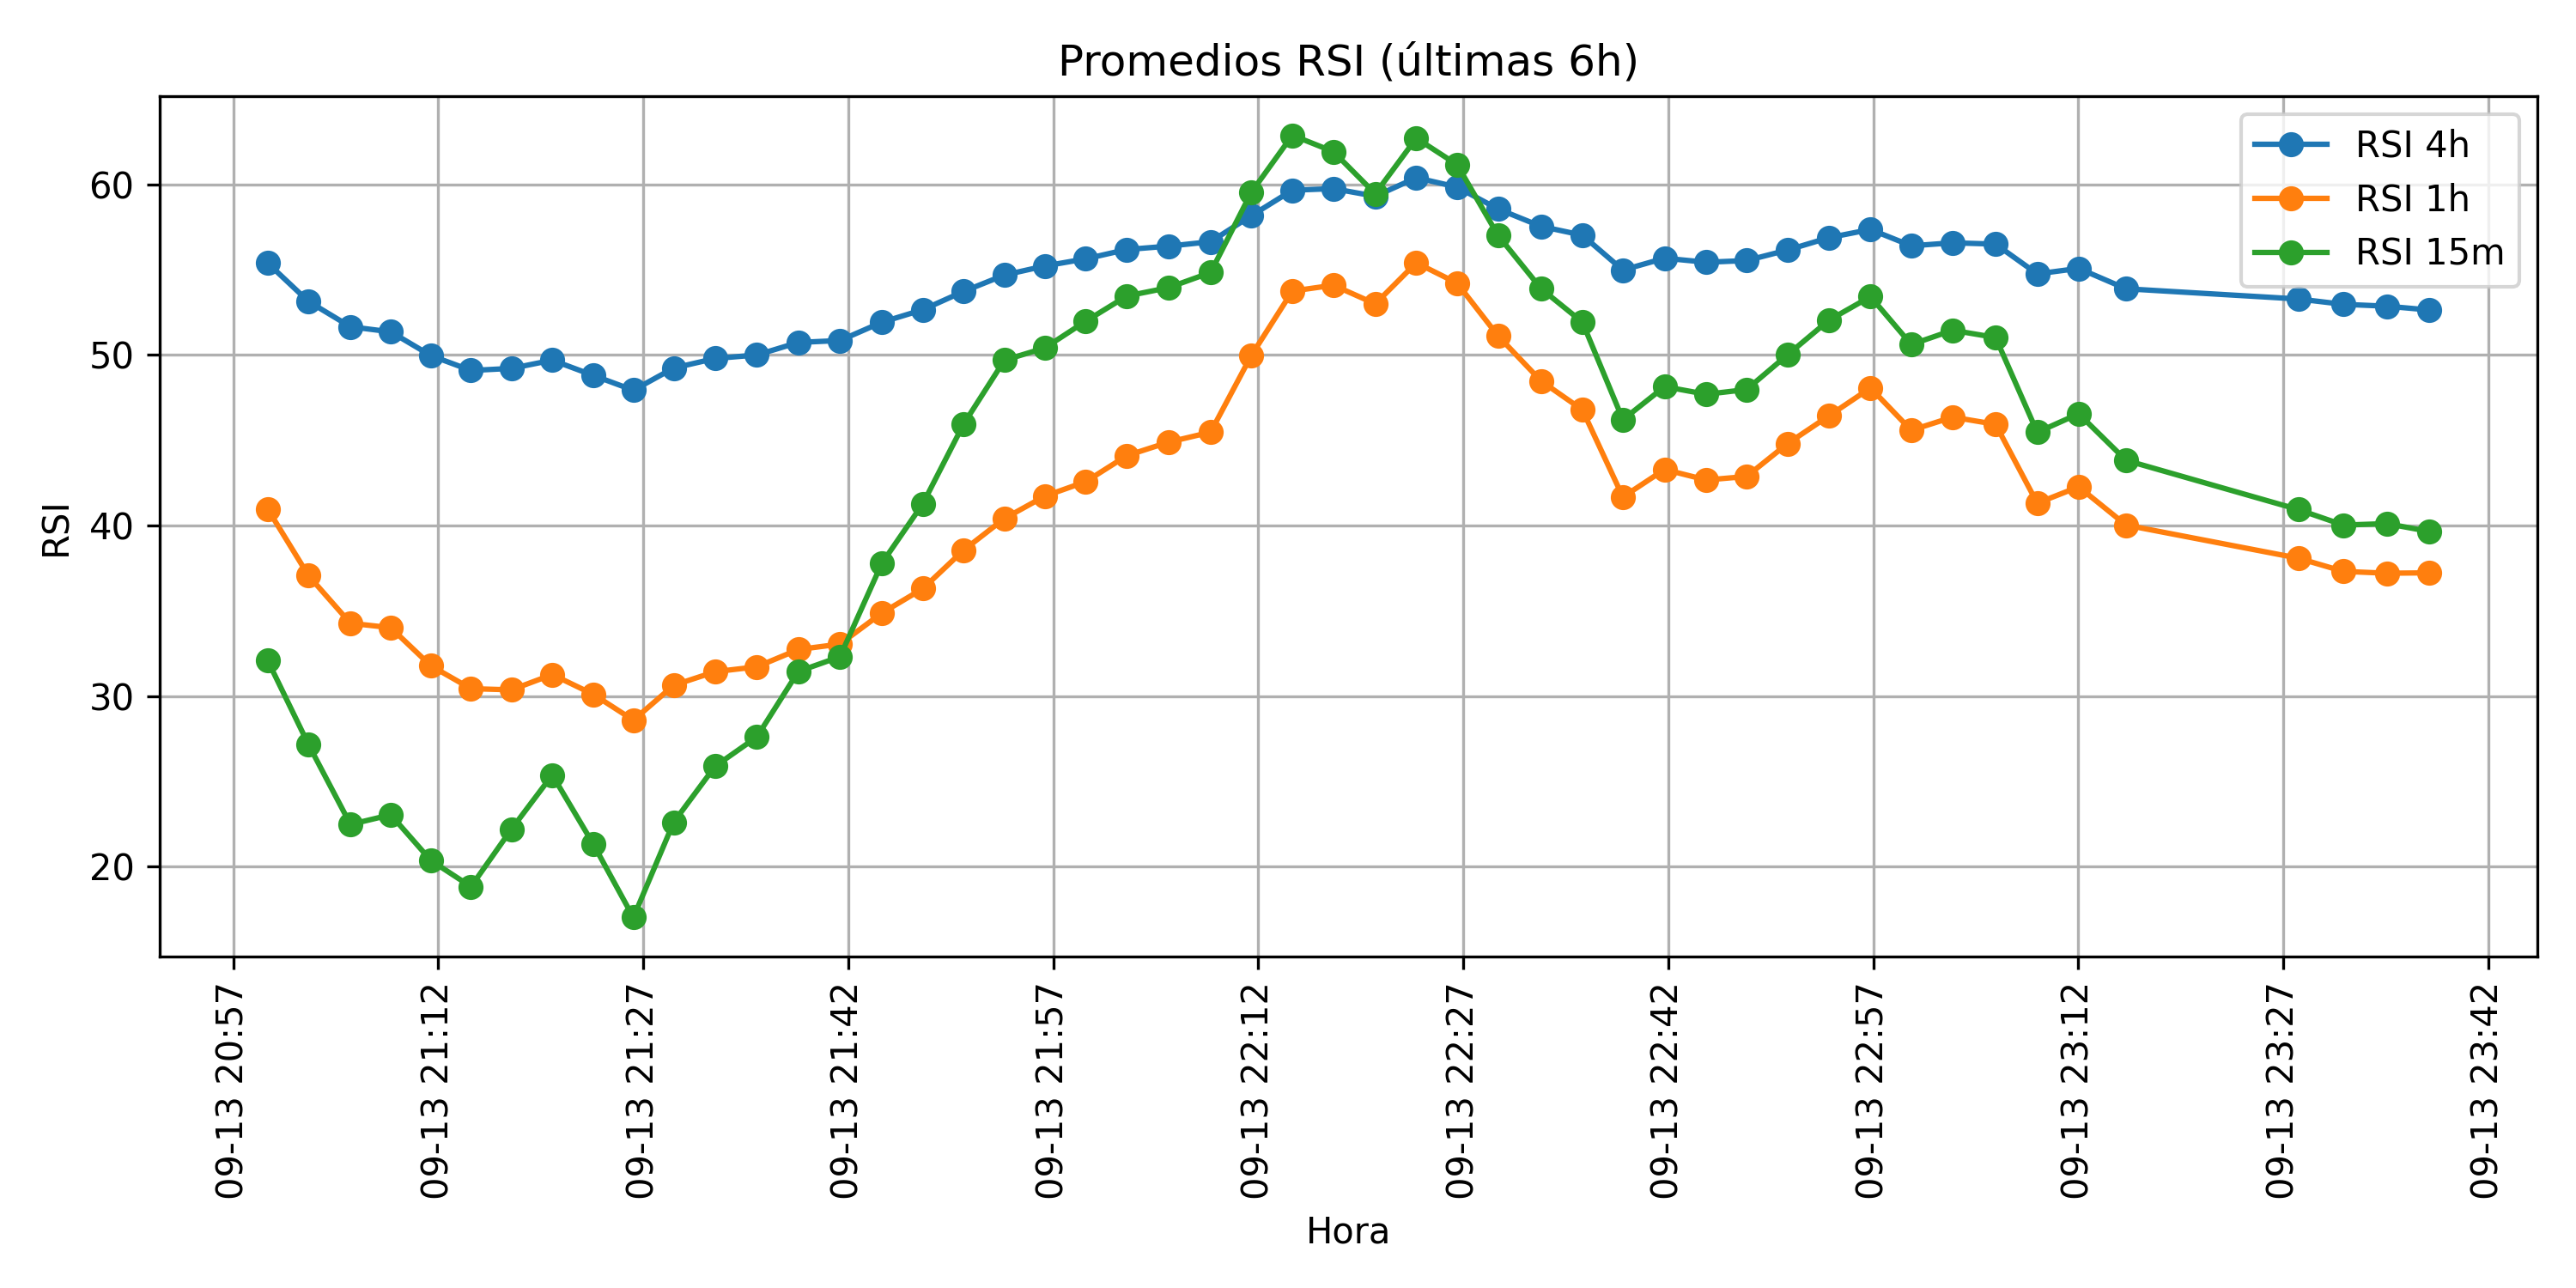 Promedios RSI (últimas 6h)
RSI 4h
RSI 1h
RSI 15m
RSI
60
50
40
30
20
09-13 20:57
09-13 21:12
09-13 21:27
09-13 21:42
09-13 21:57
09-13 22:12
09-13 22:27
09-13 22:42
09-13 22:57
09-13 23:12
09-13 23:27
09-13 23:42
Hora